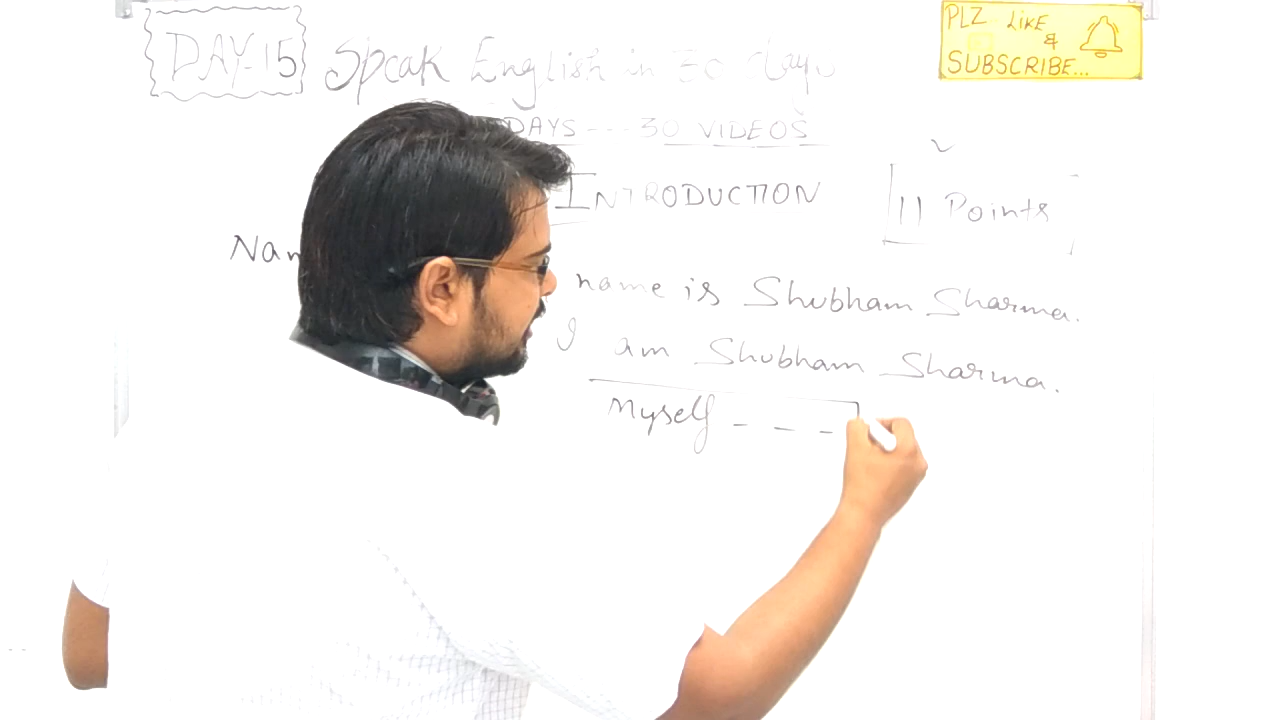 DAY-15 Speak English in 30 days
PLZ LIKE
&
SUBSCRIBE...
DAYS --- 30 VIDEOS
INTRODUCTION
11 Points
name is Shubham Sharma.
I am Shubham Sharma.
Myself _ _ _